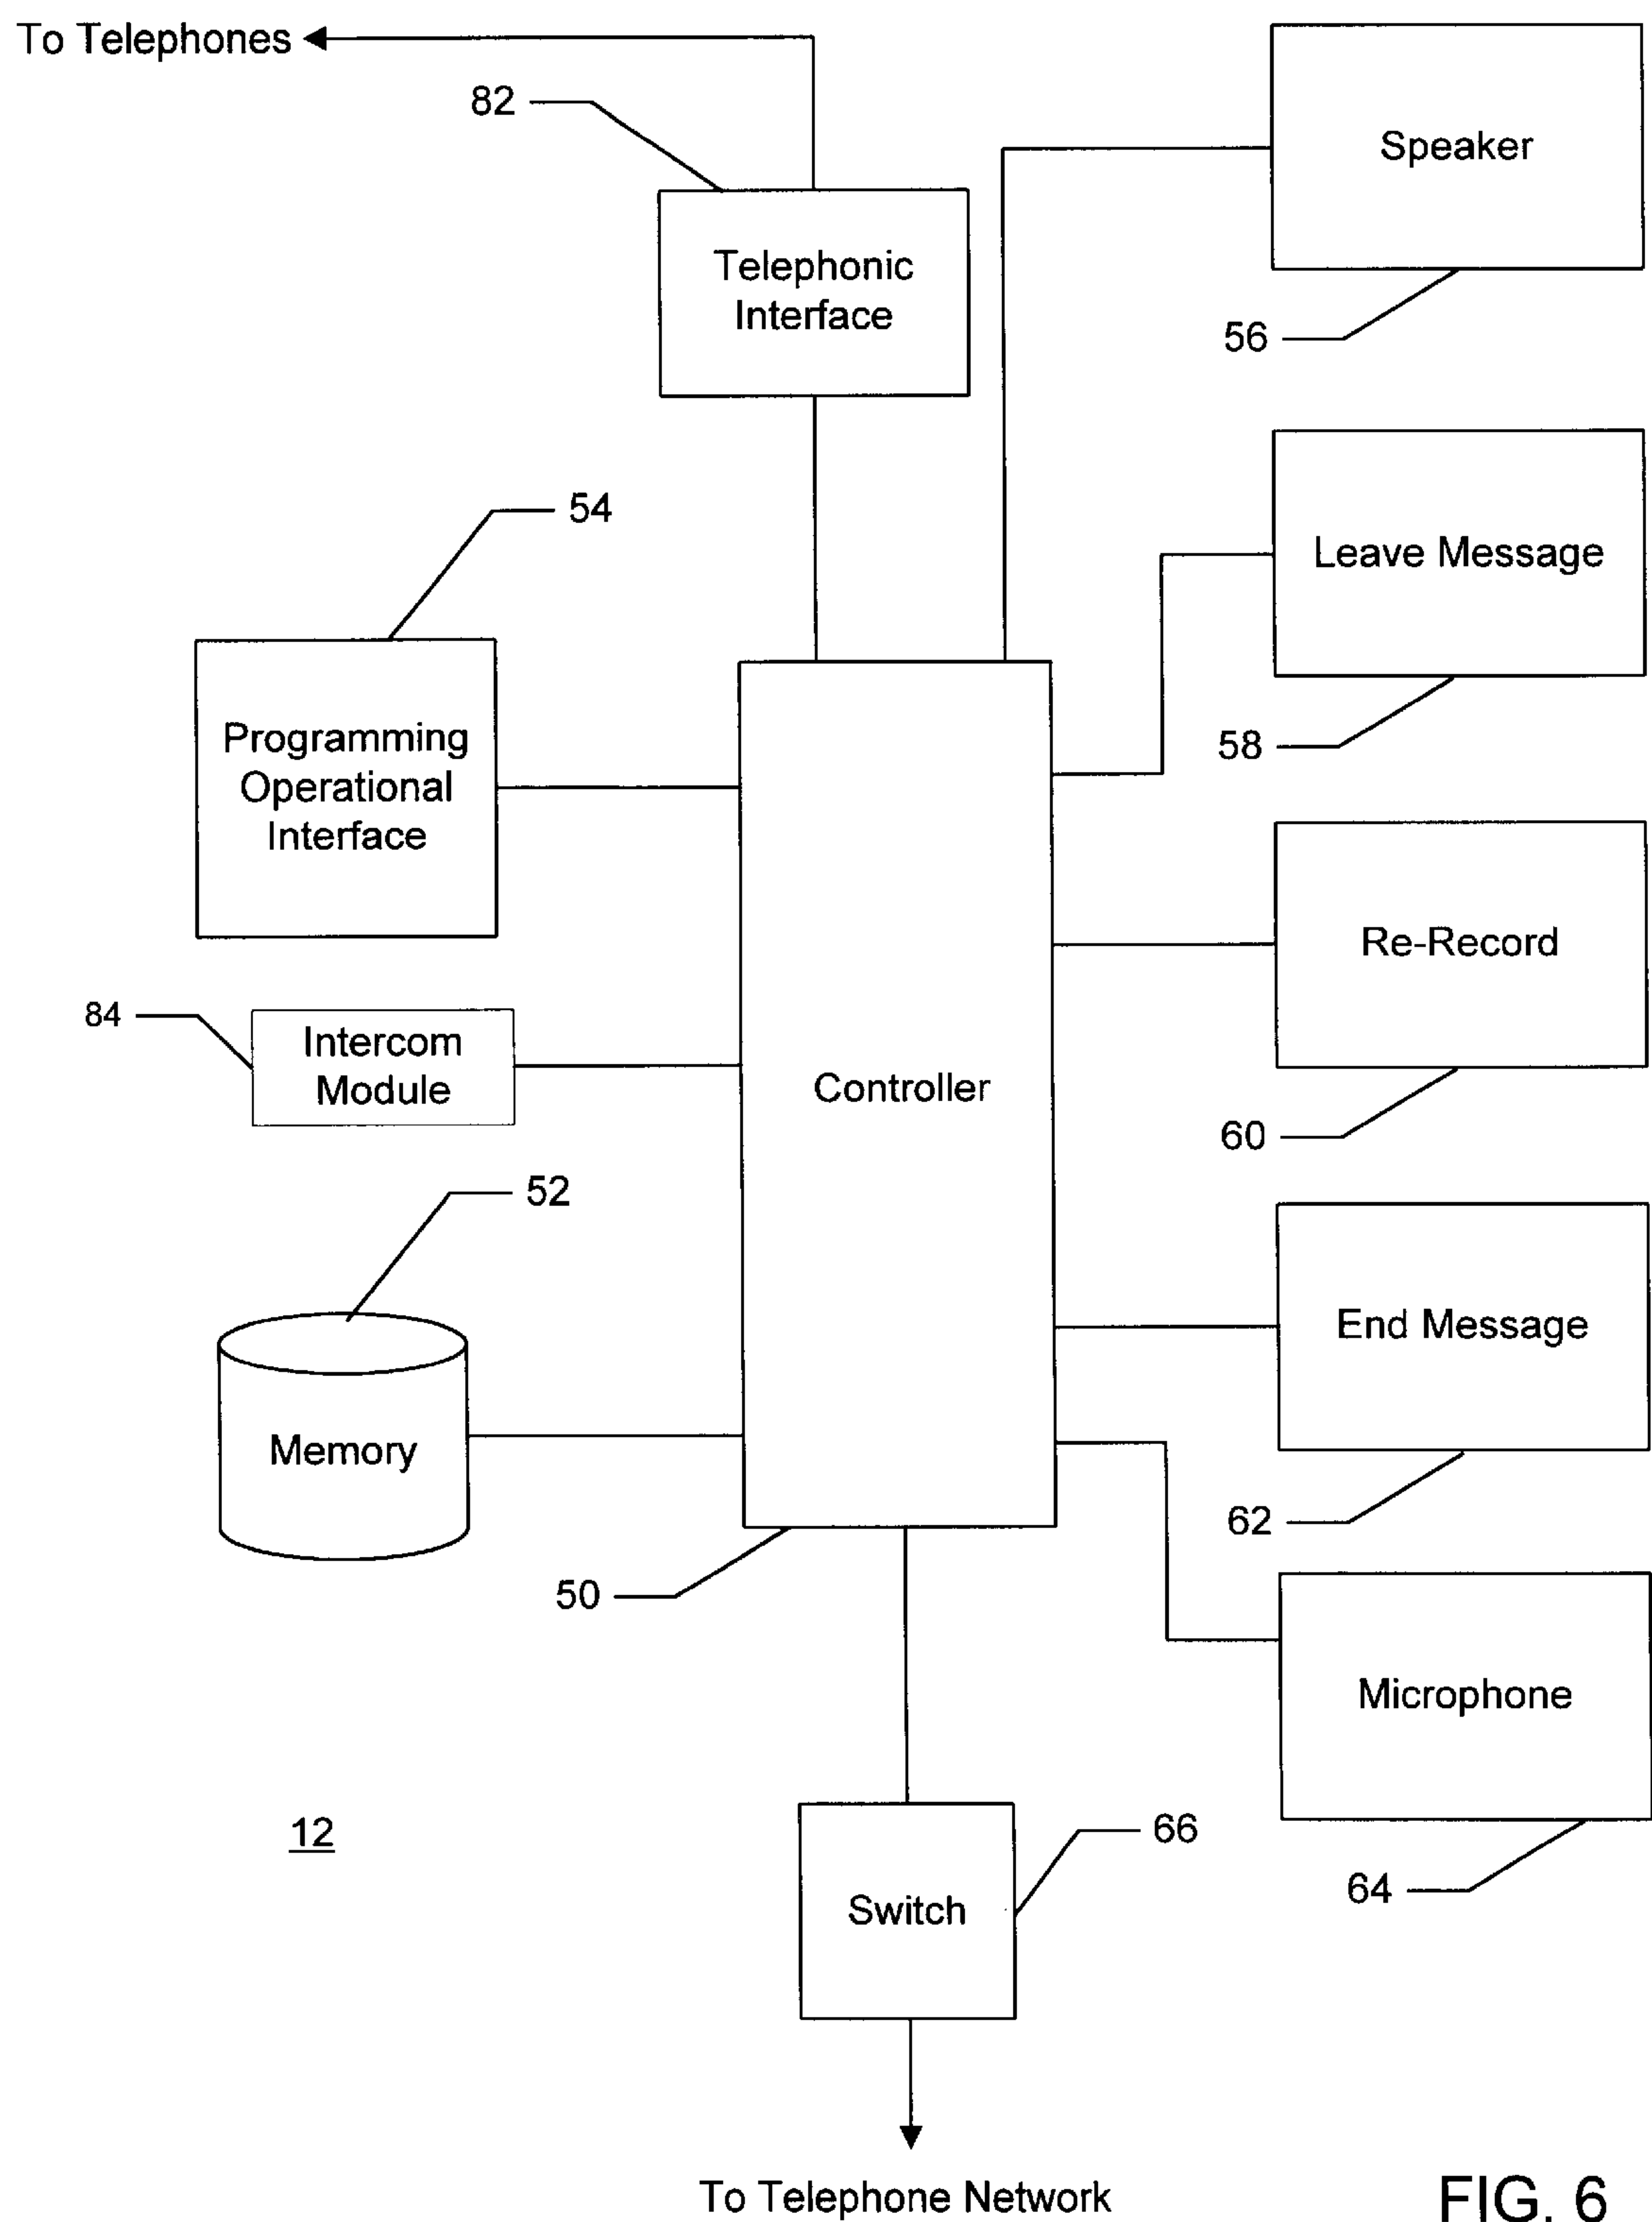 To Telephones
82
Speaker
Telephonic
Interface
56
54
Leave Message
Programming
Operational
Interface
58
Re-Record
84
Intercom
Module
Controller
60
52
End Message
Memory
62
50
Microphone
12
66
64
Switch
To Telephone Network
FIG. 6